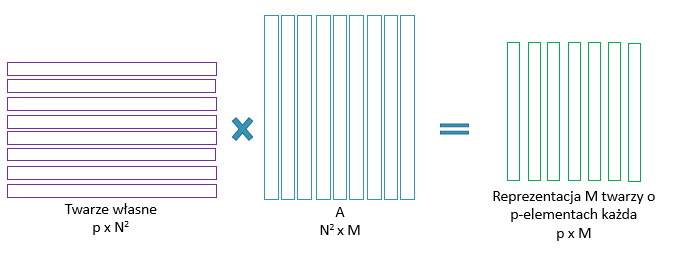 Twarze własne
p x N²
A
N² x M
Reprezentacja M twarzy o
p-elementach każda
p x M